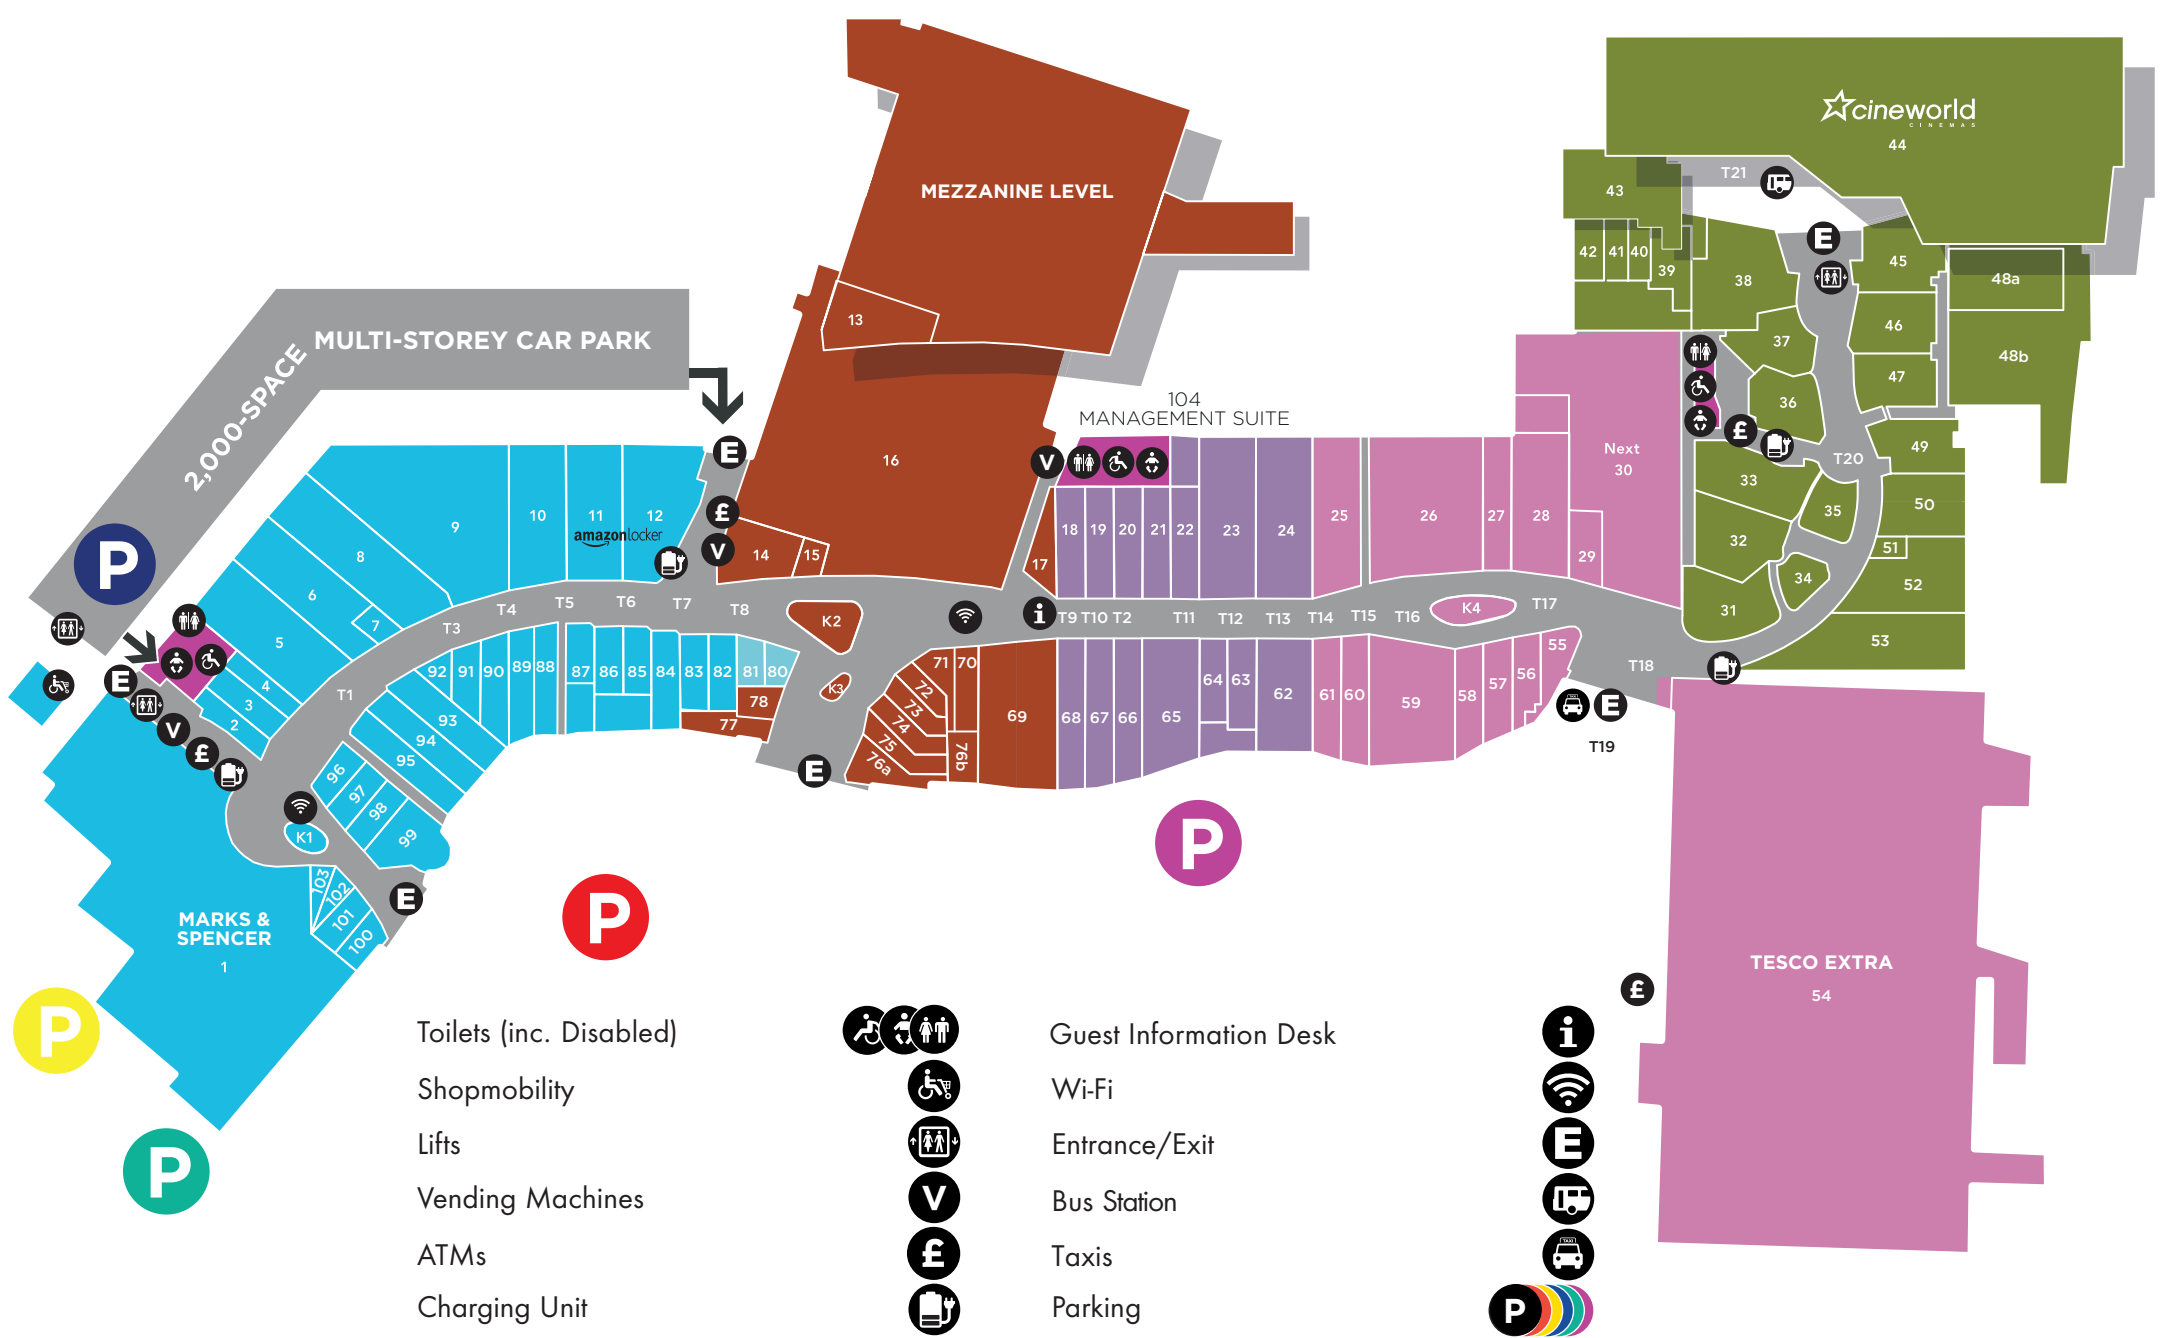 cineworld
CINEMAS
44
T21
43
MEZZANINE LEVEL
E
42 41 40 39
38
45
48a
13
37
46
48b
MULTI-STOREY CAR PARK
2,000-SPACE
47
36
104
MANAGEMENT SUITE
£
49
E
16
V
Next
30
T20
33
9
10
11
12
amazonlocker
£
V
14
15
17
18 19 20 21 22 23 24 25 26 27 28 29
32
35
50
51
52
34
31
53
P
8
6
7
5
4
3
2
T1 T3 T4 T5 T6 T7 T8
K2
K3
i
T9 T10 T2 T11 T12 T13 T14 T15 T16
K4
T17
T18
T19
E
E
V
£
92 91 90 89 88 87 86 85 84 83 82 81 80
78
77
93
94
95
96
97
98
99
K1
71 70
72
73
74
75
76a
76b
69
68 67 66 65 64 63 62 61 60 59 58 57 56 55
E
E
103
102
101
100
MARKS &
SPENCER
1
P
P
P
P
£
TESCO EXTRA
54
Toilets (inc. Disabled)
Shopmobility
Lifts
Vending Machines
V
ATMs
£
Charging Unit
Guest Information Desk
i
Wi-Fi
Entrance/Exit
E
Bus Station
Taxis
TAXI
Parking
P